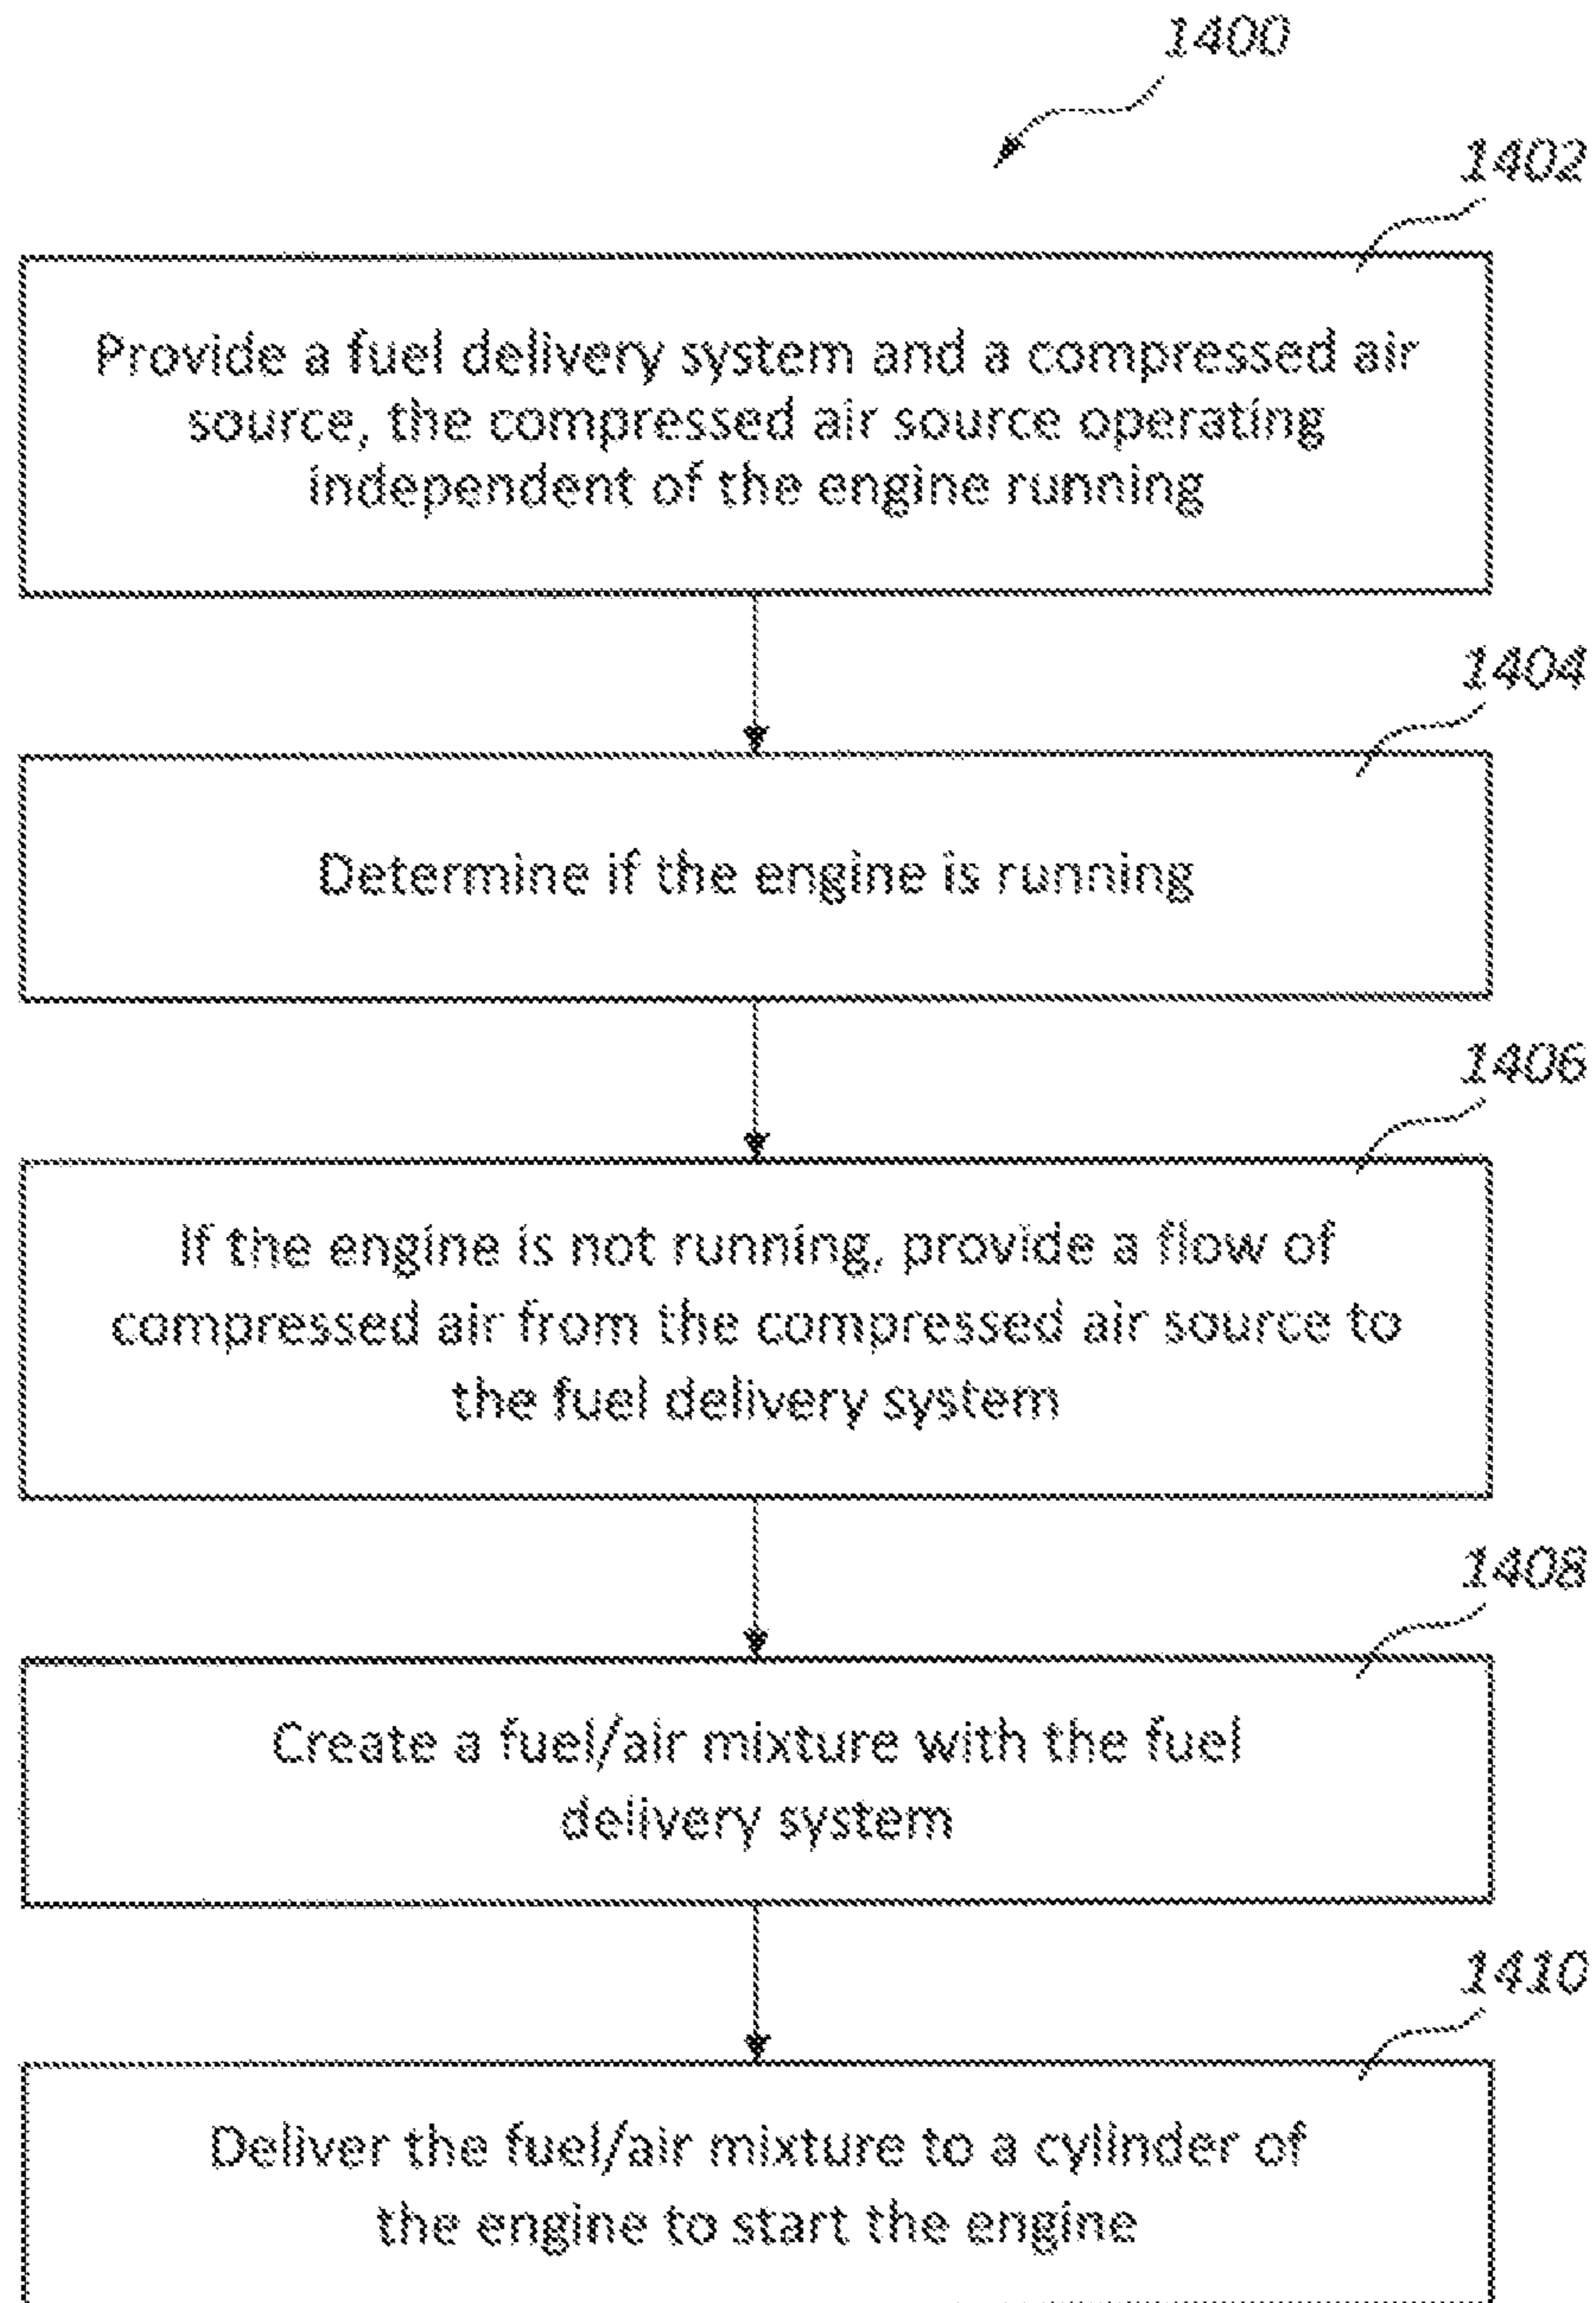 1400
1402
Provide a fuel delivery system and a compressed air
source, the compressed air source operating
independent of the engine running
1404
Determine if the engine is running
1406
If the engine is not running, provide a flow of
compressed air from the compressed air source to
the fuel delivery system
1408
Create a fuel/air mixture with the fuel
delivery system
1410
Deliver the fuel/air mixture to a cylinder of
the engine to start the engine